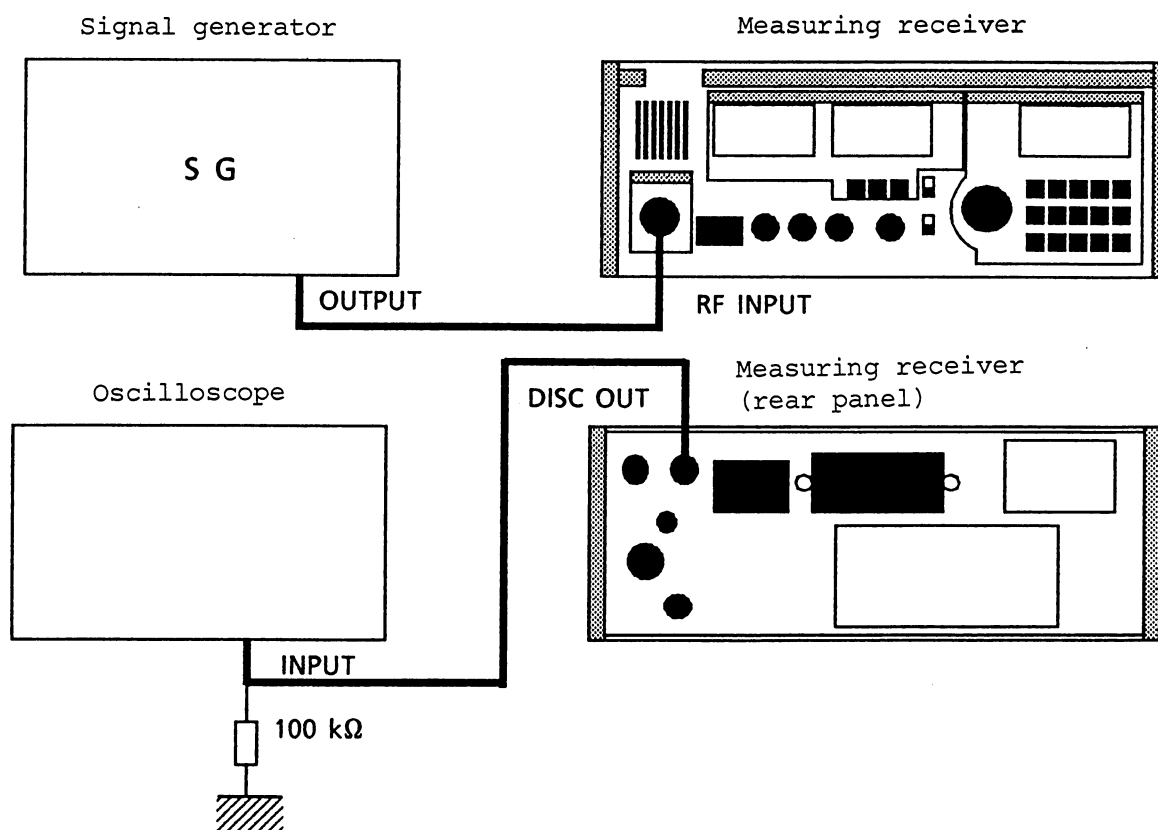 Signal generator
Measuring receiver
S G
OUTPUT
RF INPUT
Oscilloscope
DISC OUT
Measuring receiver
(rear panel)
INPUT
100 kΩ